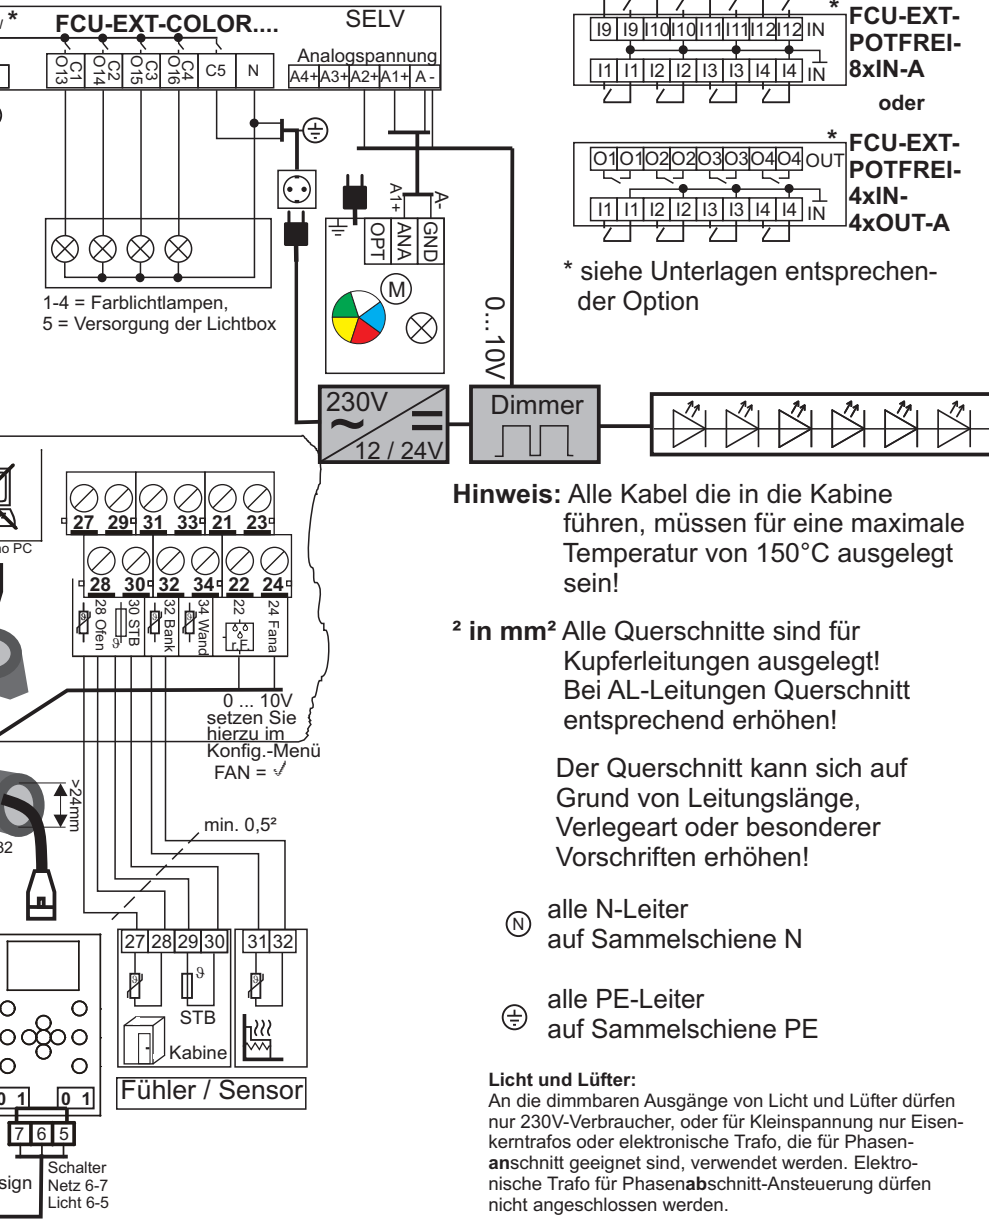 / * FCU-EXT-COLOR.... SELV
Analogspannung
C1 C2 C3 C4 C5 N
O13 O14 O15 O16
A4+ A3+ A2+ A1+ A -
1-4 = Farblichtlampen,
5 = Versorgung der Lichtbox
A1+ A-
OPT ANA GND
M
0... 10V
I9 I9 I10 I10 I11 I11 I12 I12 IN
I1 I1 I2 I2 I3 I3 I4 I4 IN
* FCU-EXT-
POTFREI-
8xIN-A
oder
O1 O1 O2 O2 O3 O3 O4 O4 OUT
I1 I1 I2 I2 I3 I3 I4 I4 IN
* FCU-EXT-
POTFREI-
4xIN-
4xOUT-A
* siehe Unterlagen entsprechen-
der Option
230V
~
12 / 24V
Dimmer
no PC
27 29 31 33 21 23
28 30 32 34 22 24
28 Ofen
30 STB
32 Bank
34 Wand
22
24 Fana
0 ... 10V
setzen Sie
hierzu im
Konfig.-Menü
FAN = ✓
>24mm
32
min. 0,5²
27 28 29 30 31 32
ϑ ϑ ϑ
STB
Kabine
Fühler / Sensor
0 1 0 1
7 6 5
sign
Schalter
Netz 6-7
Licht 6-5
Hinweis: Alle Kabel die in die Kabine
führen, müssen für eine maximale
Temperatur von 150°C ausgelegt
sein!
² in mm² Alle Querschnitte sind für
Kupferleitungen ausgelegt!
Bei AL-Leitungen Querschnitt
entsprechend erhöhen!
Der Querschnitt kann sich auf
Grund von Leitungslänge,
Verlegeart oder besonderer
Vorschriften erhöhen!
N alle N-Leiter
auf Sammelschiene N
alle PE-Leiter
auf Sammelschiene PE
Licht und Lüfter:
An die dimmbaren Ausgänge von Licht und Lüfter dürfen
nur 230V-Verbraucher, oder für Kleinspannung nur Eisen-
kerntrafos oder elektronische Trafo, die für Phasen-
anschnitt geeignet sind, verwendet werden. Elektro-
nische Trafo für Phasenabschnitt-Ansteuerung dürfen
nicht angeschlossen werden.